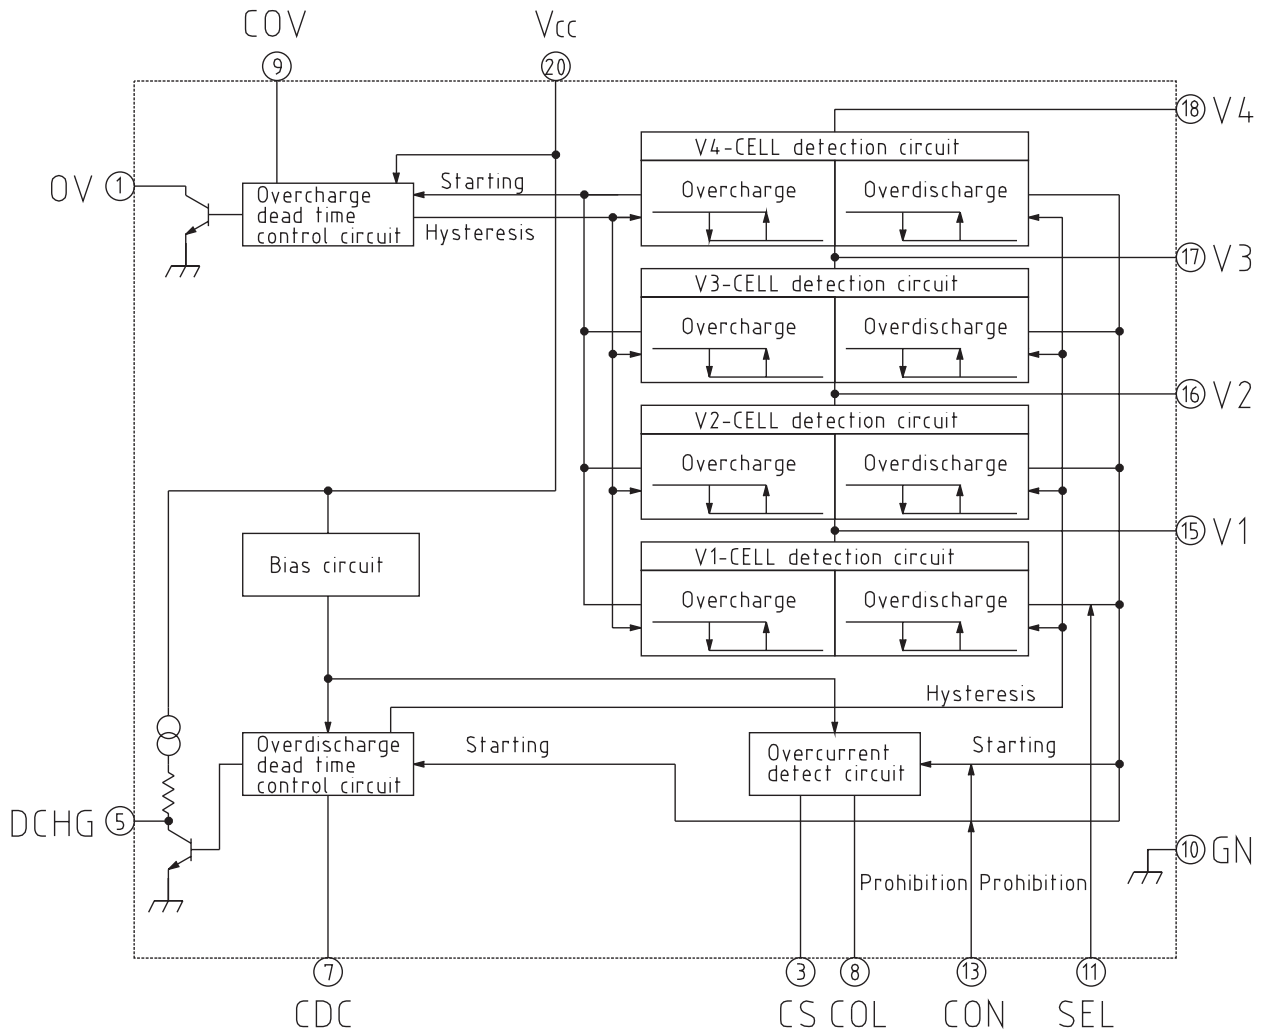 COV
Vcc
9
20
18 V4
V4-CELL detection circuit
OV 1
Overcharge
dead time
control circuit
Starting
Hysteresis
Overcharge
Overdischarge
17 V3
V3-CELL detection circuit
Overcharge
Overdischarge
16 V2
V2-CELL detection circuit
Overcharge
Overdischarge
15 V1
V1-CELL detection circuit
Overcharge
Overdischarge
Bias circuit
Hysteresis
Overdischarge
dead time
control circuit
Starting
Overcurrent
detect circuit
Starting
DCHG 5
10 GN
Prohibition
Prohibition
7
3
8
13
11
CDC
CS
COL
CON
SEL